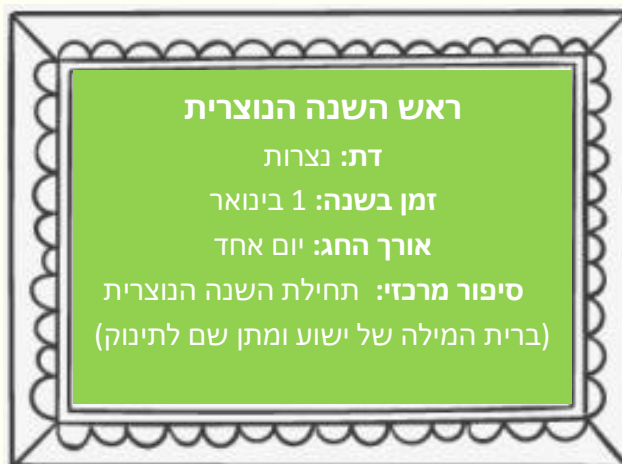 ראש השנה הנוצרית
דת: נצרות
זמן בשנה: 1 בינואר
אורך החג: יום אחד
סיפור מרכזי: תחילת השנה הנוצרית
(ברית המילה של ישוע ומתן שם לתינוק)